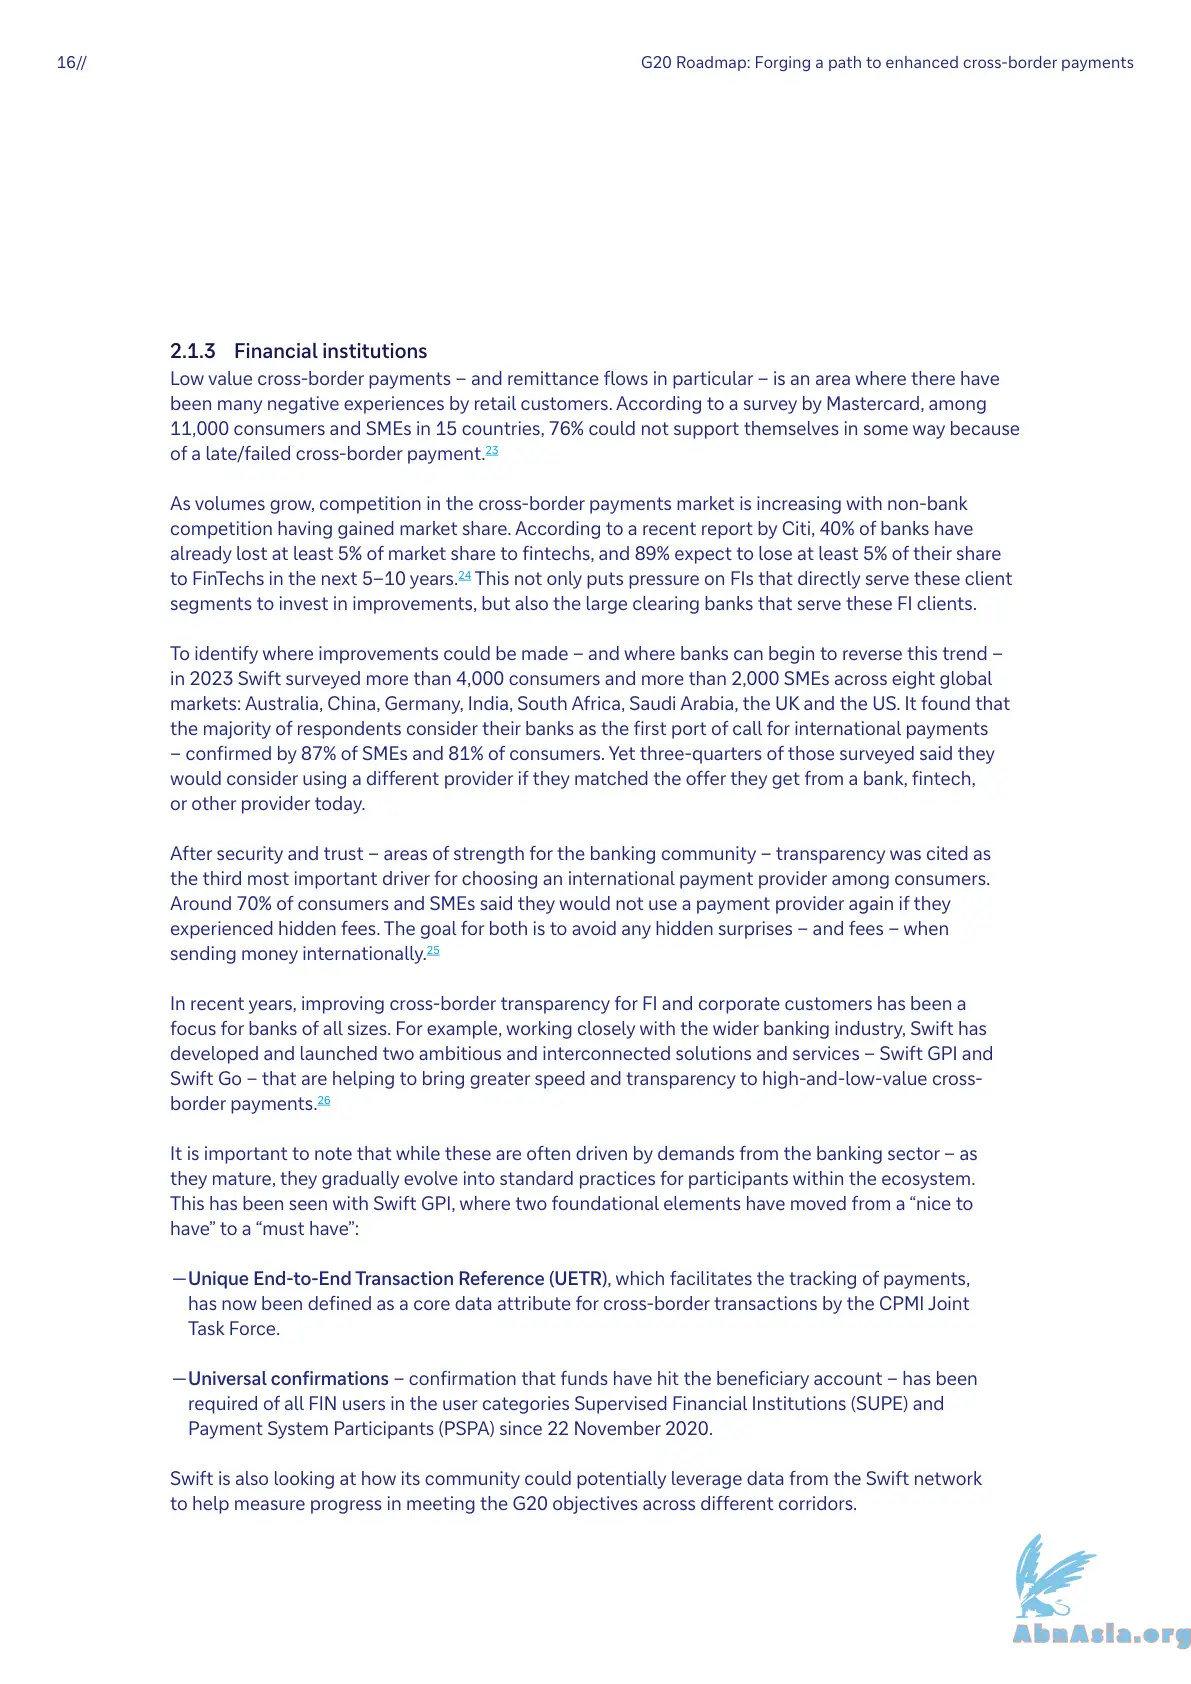 16//
G20 Roadmap: Forging a path to enhanced cross-border payments
2.1.3 Financial institutions
Low value cross-border payments – and remittance flows in particular – is an area where there have
been many negative experiences by retail customers. According to a survey by Mastercard, among
11,000 consumers and SMEs in 15 countries, 76% could not support themselves in some way because
of a late/failed cross-border payment.23
As volumes grow, competition in the cross-border payments market is increasing with non-bank
competition having gained market share. According to a recent report by Citi, 40% of banks have
already lost at least 5% of market share to fintechs, and 89% expect to lose at least 5% of their share
to FinTechs in the next 5–10 years.24 This not only puts pressure on FIs that directly serve these client
segments to invest in improvements, but also the large clearing banks that serve these FI clients.
To identify where improvements could be made – and where banks can begin to reverse this trend –
in 2023 Swift surveyed more than 4,000 consumers and more than 2,000 SMEs across eight global
markets: Australia, China, Germany, India, South Africa, Saudi Arabia, the UK and the US. It found that
the majority of respondents consider their banks as the first port of call for international payments
– confirmed by 87% of SMEs and 81% of consumers. Yet three-quarters of those surveyed said they
would consider using a different provider if they matched the offer they get from a bank, fintech,
or other provider today.
After security and trust – areas of strength for the banking community – transparency was cited as
the third most important driver for choosing an international payment provider among consumers.
Around 70% of consumers and SMEs said they would not use a payment provider again if they
experienced hidden fees. The goal for both is to avoid any hidden surprises – and fees – when
sending money internationally.25
In recent years, improving cross-border transparency for FI and corporate customers has been a
focus for banks of all sizes. For example, working closely with the wider banking industry, Swift has
developed and launched two ambitious and interconnected solutions and services – Swift GPI and
Swift Go – that are helping to bring greater speed and transparency to high-and-low-value cross-
border payments.26
It is important to note that while these are often driven by demands from the banking sector – as
they mature, they gradually evolve into standard practices for participants within the ecosystem.
This has been seen with Swift GPI, where two foundational elements have moved from a “nice to
have” to a “must have”:
—Unique End-to-End Transaction Reference (UETR), which facilitates the tracking of payments,
has now been defined as a core data attribute for cross-border transactions by the CPMI Joint
Task Force.
—Universal confirmations – confirmation that funds have hit the beneficiary account – has been
required of all FIN users in the user categories Supervised Financial Institutions (SUPE) and
Payment System Participants (PSPA) since 22 November 2020.
Swift is also looking at how its community could potentially leverage data from the Swift network
to help measure progress in meeting the G20 objectives across different corridors.
AbnAsia.org